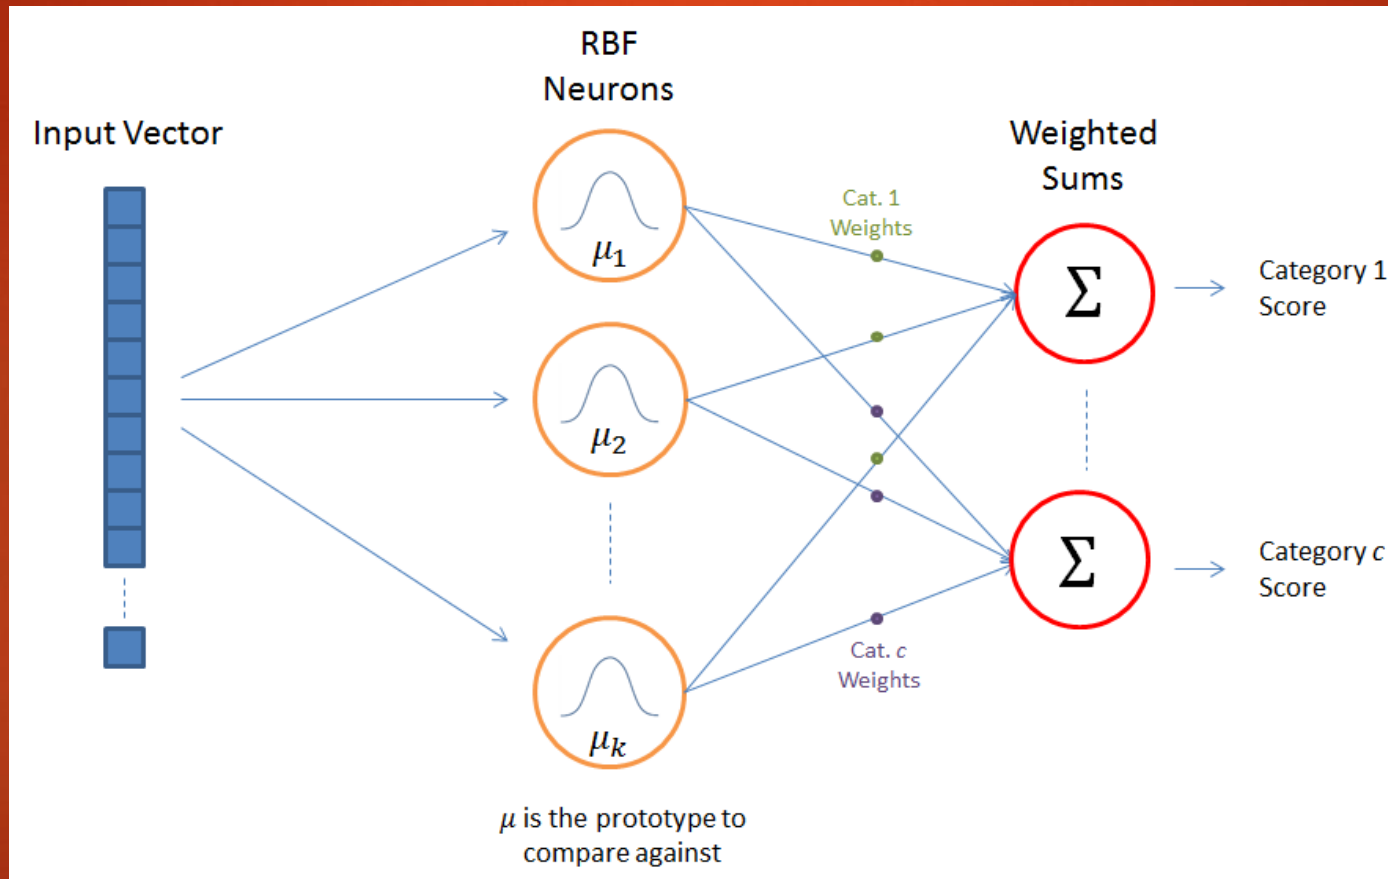 Input Vector
RBF
Neurons
μ1
μ2
μk
μ is the prototype to
compare against
Cat. 1
Weights
Cat. c
Weights
Weighted
Sums
Σ
Σ
Category 1
Score
Category c
Score